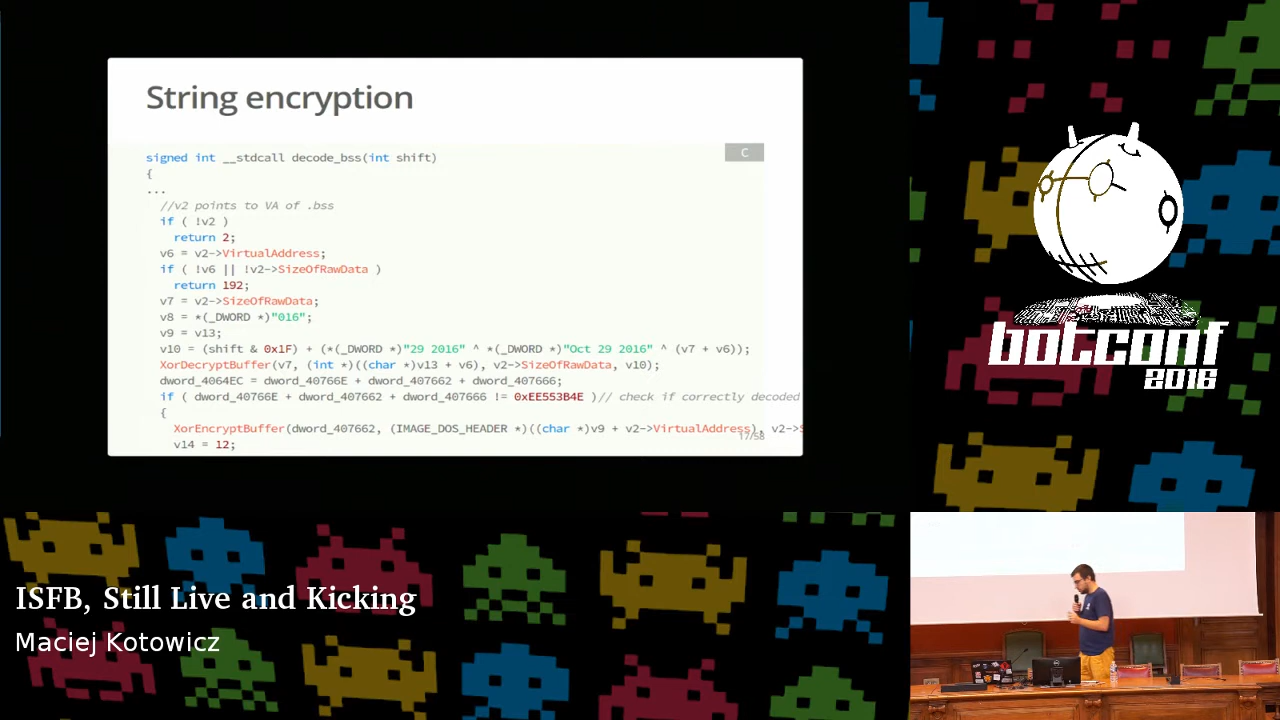 String encryption
C
signed int __stdcall decode_bss(int shift)
{
...
//v2 points to VA of .bss
if ( !v2 )
return 2;
v6 = v2->VirtualAddress;
if ( !v6 || !v2->SizeOfRawData )
return 192;
v7 = v2->SizeOfRawData;
v8 = *(_DWORD *)"016";
v9 = v13;
v10 = (shift & 0x1F) + (*(_DWORD *)"29 2016" ^ *(_DWORD *)"Oct 29 2016" ^ (v7 + v6));
XorDecryptBuffer(v7, (int *)((char *)v13 + v6), v2->SizeOfRawData, v10);
dword_4064EC = dword_40766E + dword_407662 + dword_407666;
if ( dword_40766E + dword_407662 + dword_407666 != 0xEE553B4E )// check if correctly decoded
{
XorEncryptBuffer(dword_407662, (IMAGE_DOS_HEADER *)((char *)v9 + v2->VirtualAddress), v2->S
17/58
v14 = 12;
botconf
2016
ISFB, Still Live and Kicking
Maciej Kotowicz